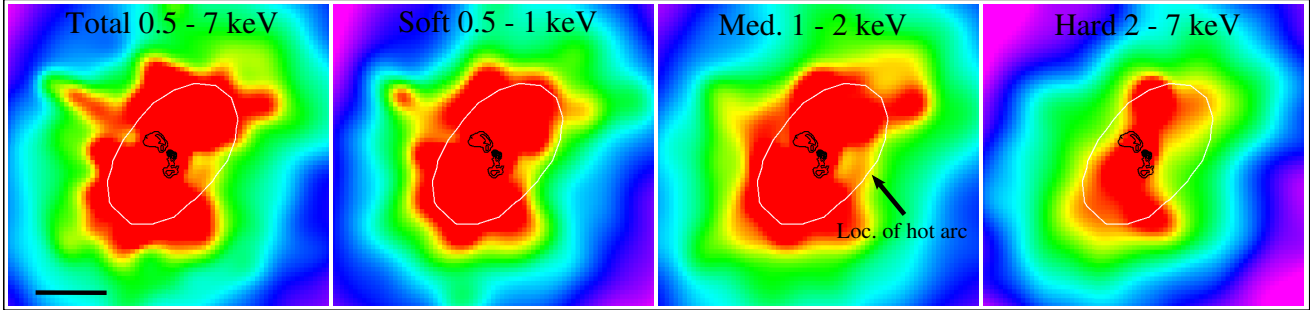 Total 0.5 - 7 keV
Soft 0.5 - 1 keV
Med. 1 - 2 keV
Hard 2 - 7 keV
Loc. of hot arc